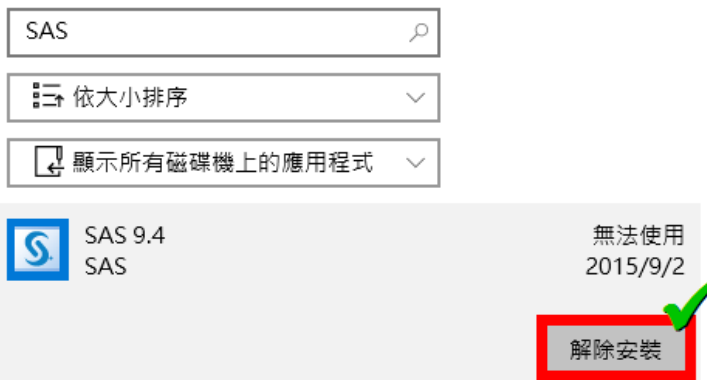 SAS
依大小排序
顯示所有磁碟機上的應用程式
SAS 9.4
無法使用
SAS
2015/9/2
解除安裝